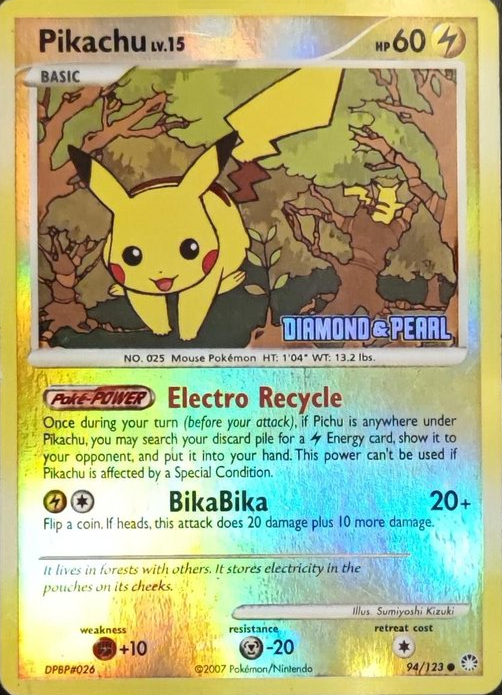 Pikachu LV.15 HP 60
BASIC
DIAMOND & PEARL
NO. 025 Mouse Pokémon HT: 1'04" WT: 13.2 lbs.
Poké-POWER Electro Recycle
Once during your turn (before your attack), if Pichu is anywhere under
Pikachu, you may search your discard pile for a Energy card, show it to
your opponent, and put it into your hand. This power can't be used if
Pikachu is affected by a Special Condition.
BikaBika 20+
Flip a coin. If heads, this attack does 20 damage plus 10 more damage.
It lives in forests with others. It stores electricity in the
pouches on its cheeks.
Illus. Sumiyoshi Kizuki
weakness resistance retreat cost
+10 -20
DPBP#026 ©2007 Pokémon/Nintendo 94/123